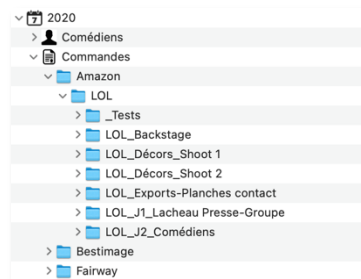 2020
Comédiens
Commandes
Amazon
LOL
_Tests
LOL_Backstage
LOL_Décors_Shoot 1
LOL_Décors_Shoot 2
LOL_Exports-Planches contact
LOL_J1_Lacheau Presse-Groupe
LOL_J2_Comédiens
Bestimage
Fairway